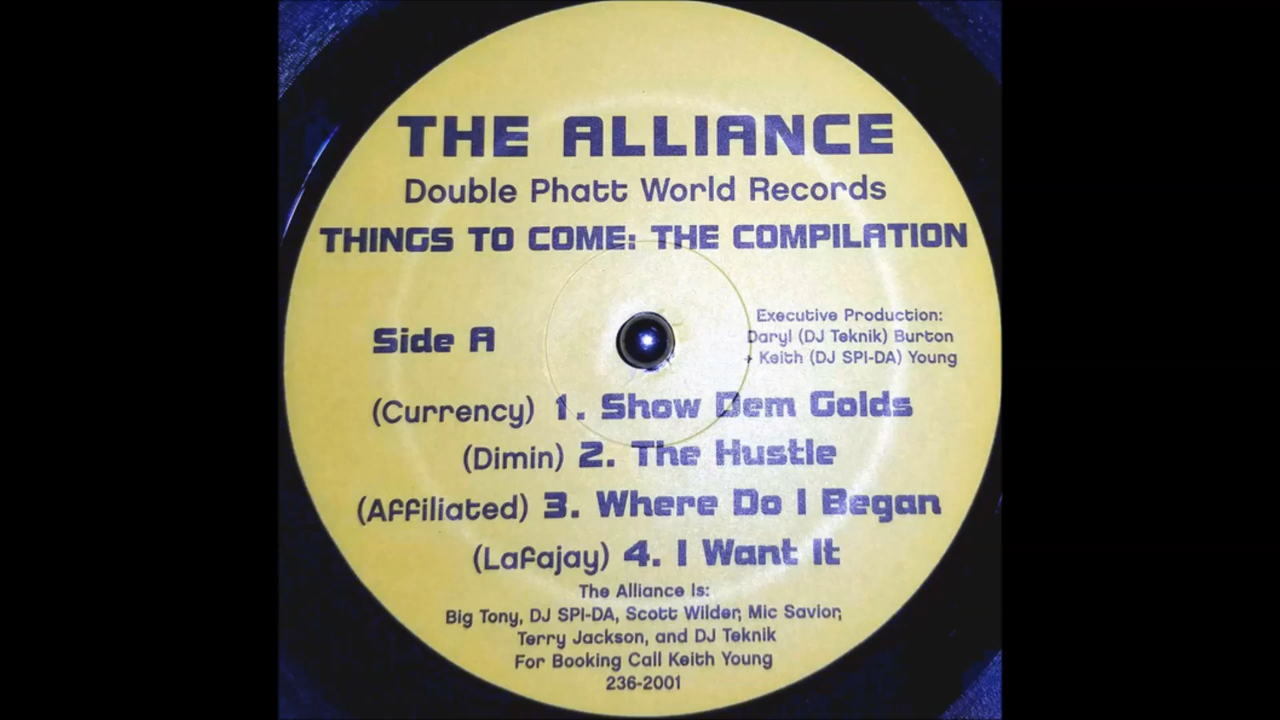 THE ALLIANCE
Double Phatt World Records
THINGS TO COME: THE COMPILATION
Side A
Executive Production:
Daryl (DJ Teknik) Burton
+ Keith (DJ SPI-DA) Young
(Currency) 1. Show Dem Golds
(Dimin) 2. The Hustle
(Affiliated) 3. Where Do I Began
(Lafajay) 4. I Want It
The Alliance Is:
Big Tony, DJ SPI-DA, Scott Wilder, Mic Savior,
Terry Jackson, and DJ Teknik
For Booking Call Keith Young
236-2001